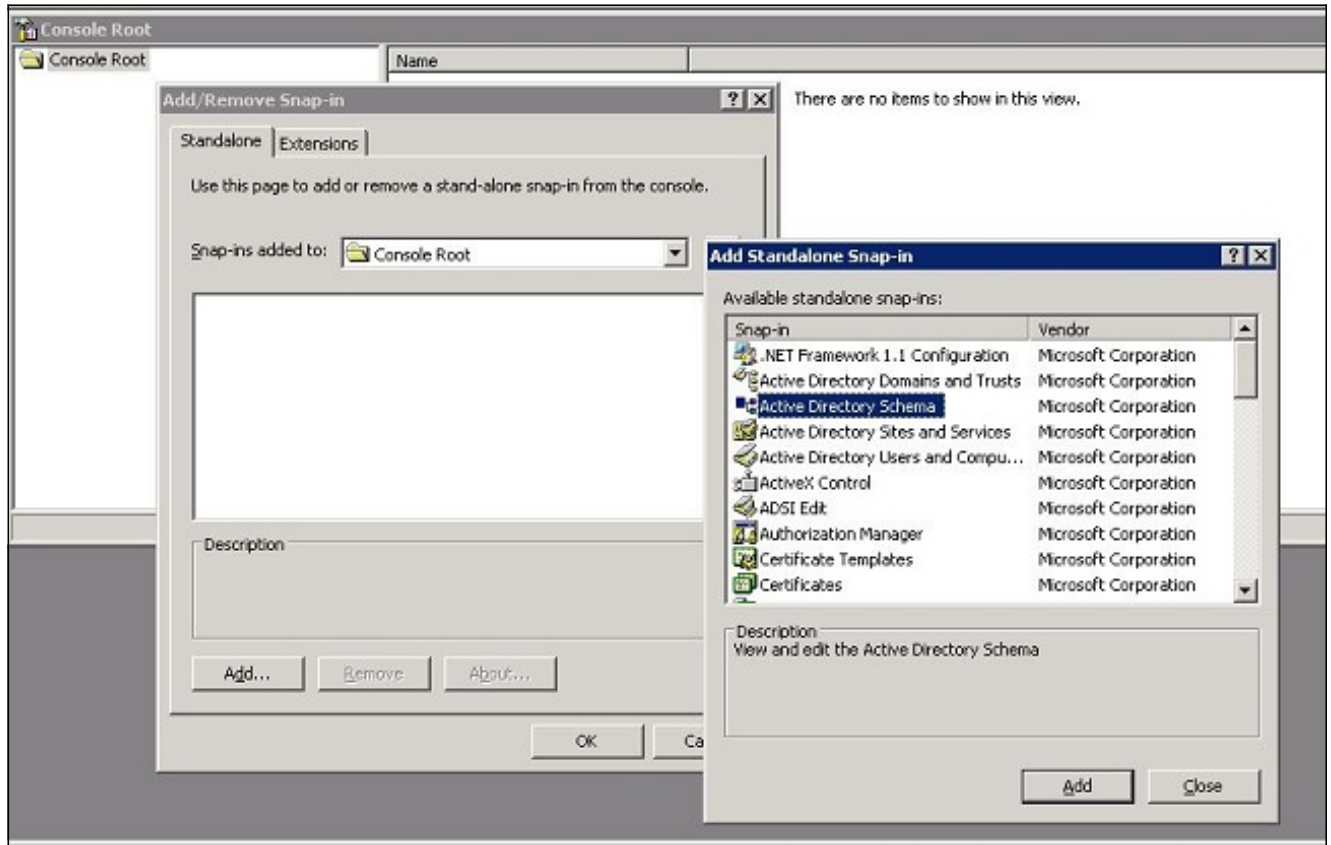 Console Root
Console Root
Name
There are no items to show in this view.
Add/Remove Snap-in
Standalone
Extensions
Use this page to add or remove a stand-alone snap-in from the console.
Snap-ins added to:
Console Root
Description
Add...
Remove
About...
OK
Ca
Add Standalone Snap-in
Available standalone snap-ins:
Snap-in Vendor
.NET Framework 1.1 Configuration Microsoft Corporation
Active Directory Domains and Trusts Microsoft Corporation
Active Directory Schema Microsoft Corporation
Active Directory Sites and Services Microsoft Corporation
Active Directory Users and Compu... Microsoft Corporation
ActiveX Control Microsoft Corporation
ADSI Edit Microsoft Corporation
Authorization Manager Microsoft Corporation
Certificate Templates Microsoft Corporation
Certificates Microsoft Corporation
Description
View and edit the Active Directory Schema
Add
Close